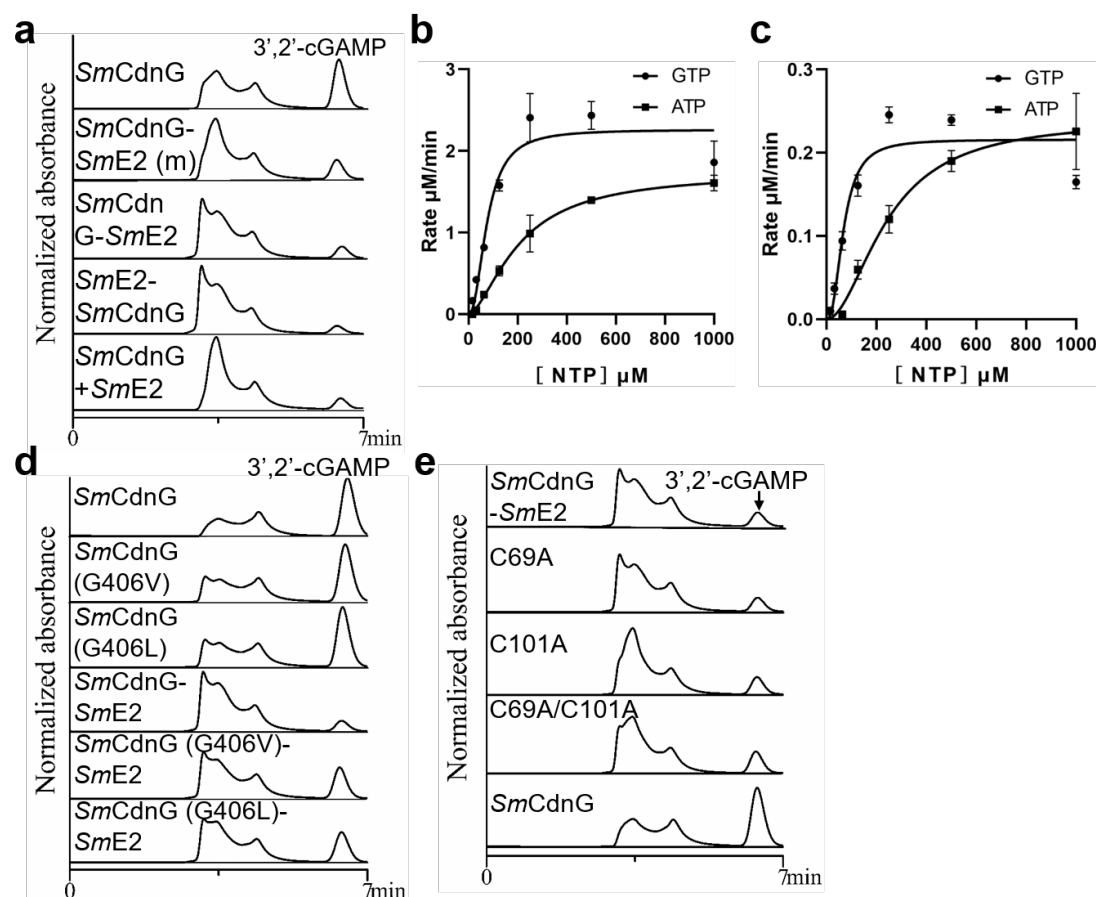 a
3’,2’-cGAMP
SmCdnG
SmCdnG-
SmE2 (m)
SmCdn
G-SmE2
SmE2-
SmCdnG
SmCdnG
+SmE2
Normalized absorbance
0
7min
b
GTP
ATP
Rate µM/min
3
2
1
0
0 200 400 600 800 1000
[ NTP] µM
c
GTP
ATP
Rate µM/min
0.3
0.2
0.1
0.0
0 200 400 600 800 1000
[ NTP] µM
d
3’,2’-cGAMP
SmCdnG
SmCdnG
(G406V)
SmCdnG
(G406L)
SmCdnG-
SmE2
SmCdnG (G406V)-
SmE2
SmCdnG (G406L)-
SmE2
Normalized absorbance
0
7min
e
SmCdnG
-SmE2
3’,2’-cGAMP
C69A
C101A
C69A/C101A
SmCdnG
Normalized absorbance
0
7min